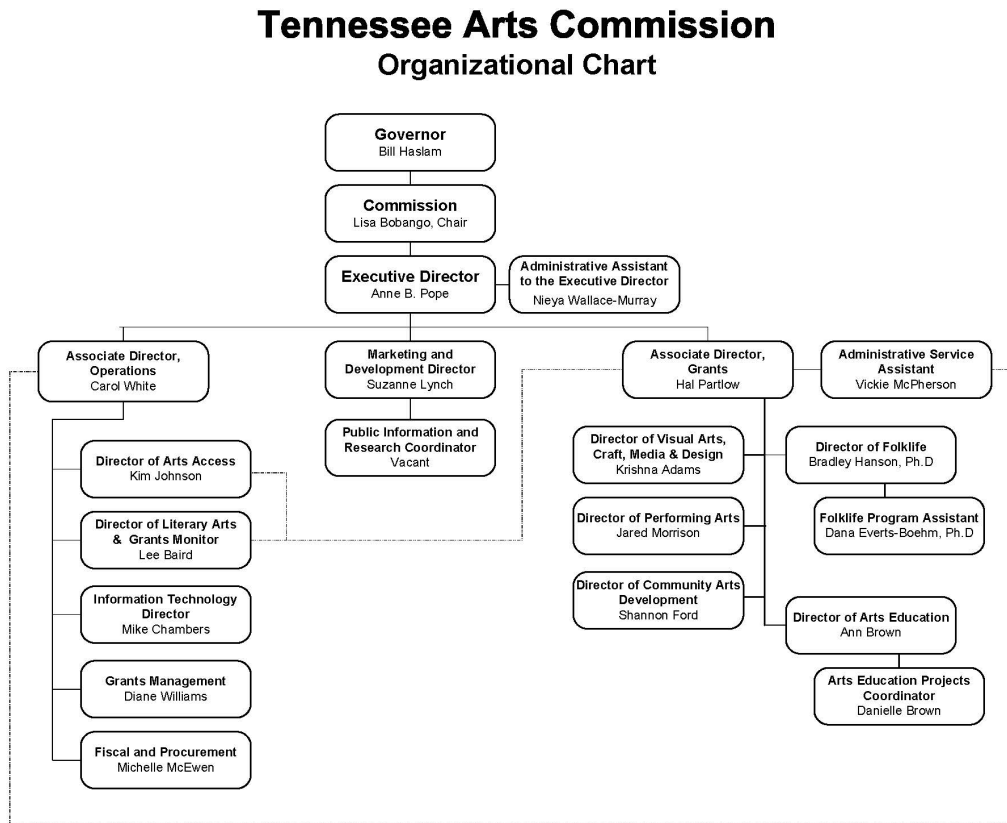 Tennessee Arts Commission
Organizational Chart
Governor
Bill Haslam
Commission
Lisa Bobango, Chair
Executive Director
Anne B. Pope
Administrative Assistant
to the Executive Director
Nieya Wallace-Murray
Associate Director,
Operations
Carol White
Marketing and
Development Director
Suzanne Lynch
Associate Director,
Grants
Hal Partlow
Administrative Service
Assistant
Vickie McPherson
Public Information and
Research Coordinator
Vacant
Director of Arts Access
Kim Johnson
Director of Literary Arts
& Grants Monitor
Lee Baird
Information Technology
Director
Mike Chambers
Grants Management
Diane Williams
Fiscal and Procurement
Michelle McEwen
Director of Visual Arts,
Craft, Media & Design
Krishna Adams
Director of Folklife
Bradley Hanson, Ph.D
Director of Performing Arts
Jared Morrison
Folklife Program Assistant
Dana Everts-Boehm, Ph.D
Director of Community Arts
Development
Shannon Ford
Director of Arts Education
Ann Brown
Arts Education Projects
Coordinator
Danielle Brown